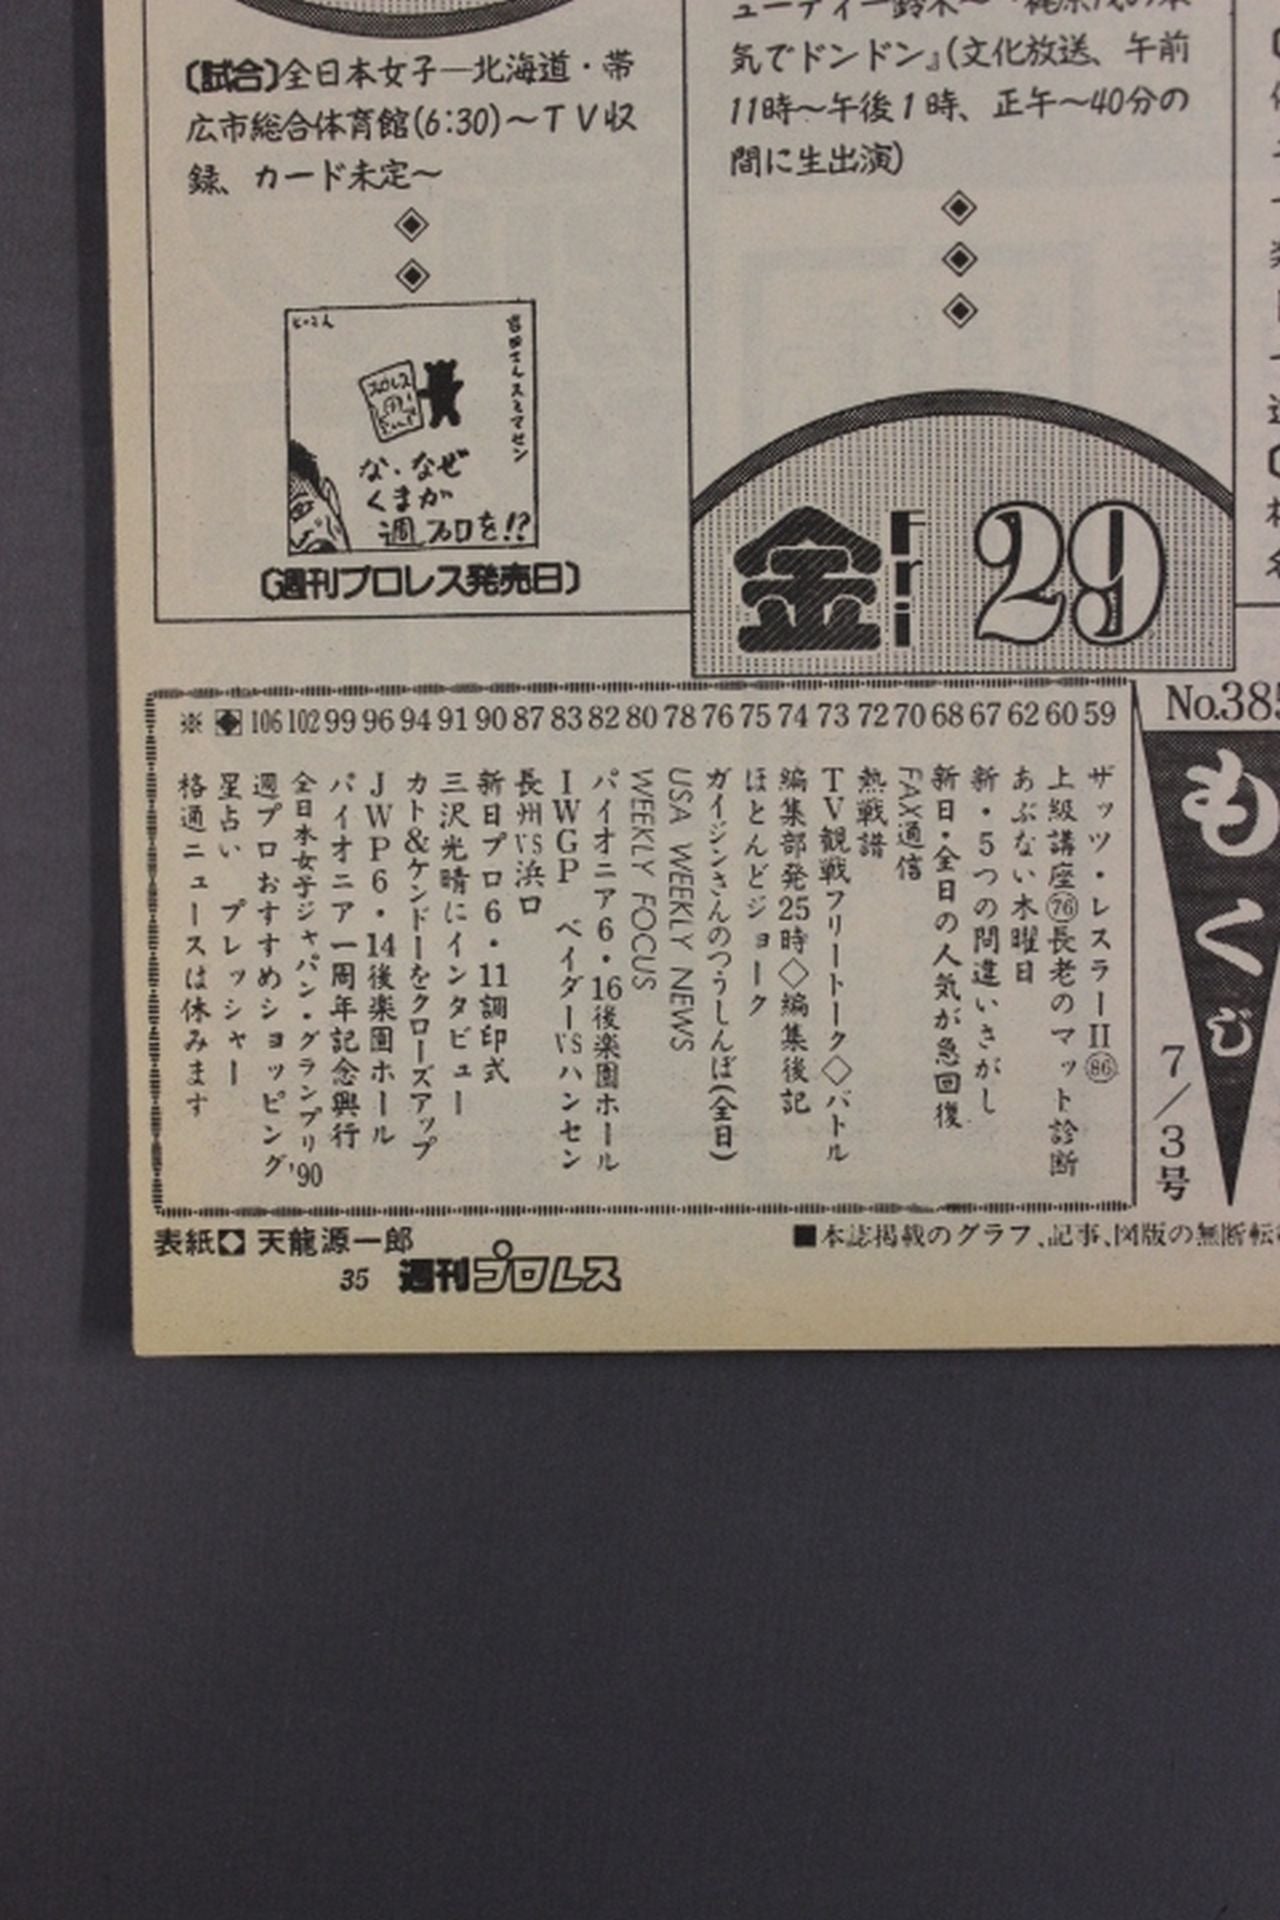 〔試合〕全日本女子―北海道・帯
広市総合体育館(6:30)～ＴＶ収
録、カード未定～
な・なぜ
くまが
週プロを!?
〔週刊プロレス発売日〕
気でドンドン』(文化放送、午前
11時～午後1時、正午～40分の
間に生出演)
金 Fri 29
No.385
もくじ
7/3号
59 ザッツ・レスラーII㊏
60 上級講座76長老のマット診断
62 あぶない木曜日
67 新・5つの間違いさがし
68 新日・全日の人気が急回復
70 FAX通信
72 熱戦譜
73 TV観戦フリートーク◇バトル
74 編集部発25時◇編集後記
75 ほとんどジョーク
76 ガイジンさんのつうしんぼ(全日)
78 USA WEEKLY NEWS
80 WEEKLY FOCUS
82 パイオニア6・16後楽園ホール
83 IWGP ベイダーVSハンセン
87 長州VS浜口
90 新日プロ6・11調印式
91 三沢光晴にインタビュー
94 カト&ケンドーをクローズアップ
96 JWP6・14後楽園ホール
99 パイオニア一周年記念興行
102 全日本女子ジャパン・グランプリ'90
106 週プロおすすめショッピング
◆ 星占い プレッシャー
※ 格通ニュースは休みます
表紙◆天龍源一郎
■本誌掲載のグラフ、記事、図版の無断転
35 週刊プロレス